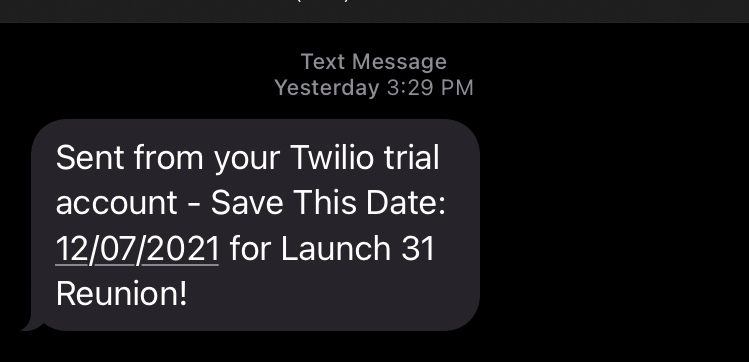 Text Message
Yesterday 3:29 PM
Sent from your Twilio trial
account - Save This Date:
12/07/2021 for Launch 31
Reunion!